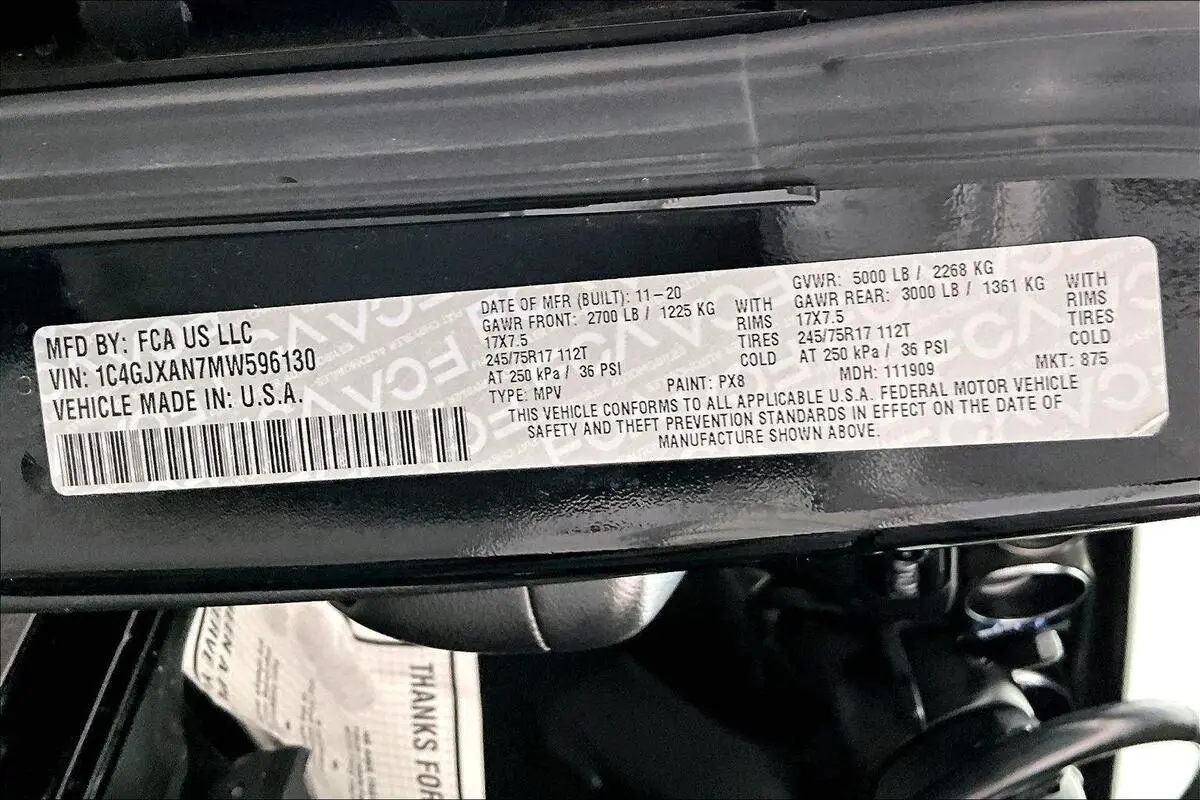 MFD BY: FCA US LLC
VIN: 1C4GJXAN7MW596130
VEHICLE MADE IN: U.S.A.
DATE OF MFR (BUILT): 11-20
GAWR FRONT: 2700 LB / 1225 KG WITH
17X7.5 RIMS
245/75R17 112T TIRES
AT 250 kPa / 36 PSI COLD
TYPE: MPV
GVWR: 5000 LB / 2268 KG
GAWR REAR: 3000 LB / 1361 KG WITH
17X7.5 RIMS
245/75R17 112T TIRES
AT 250 kPa / 36 PSI COLD
PAINT: PX8 MDH: 111909 MKT: 875
THIS VEHICLE CONFORMS TO ALL APPLICABLE U.S.A. FEDERAL MOTOR VEHICLE
SAFETY AND THEFT PREVENTION STANDARDS IN EFFECT ON THE DATE OF
MANUFACTURE SHOWN ABOVE.
THANKS FOR